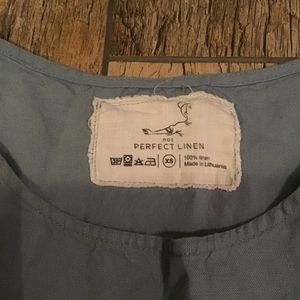 not
PERFECT LINEN
XS
100% linen
Made in Lithuania